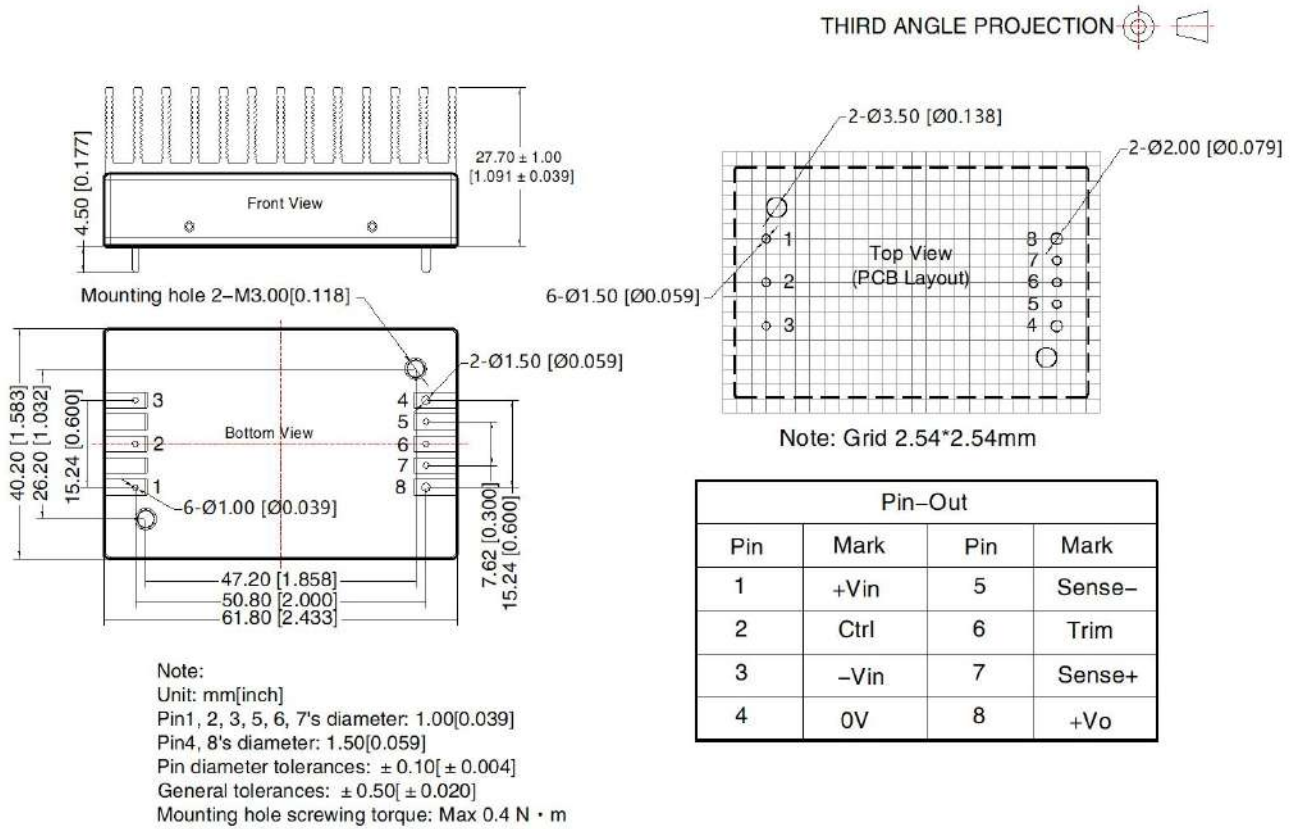 THIRD ANGLE PROJECTION
4.50 [0.177]
Front View
27.70 ± 1.00
[1.091 ± 0.039]
Mounting hole 2–M3.00[0.118]
2-Ø1.50 [Ø0.059]
40.20 [1.583]
26.20 [1.032]
15.24 [0.600]
3
2
1
Bottom View
4
5
6
7
8
6-Ø1.00 [Ø0.039]
7.62 [0.300]
15.24 [0.600]
47.20 [1.858]
50.80 [2.000]
61.80 [2.433]
Note:
Unit: mm[inch]
Pin1, 2, 3, 5, 6, 7's diameter: 1.00[0.039]
Pin4, 8's diameter: 1.50[0.059]
Pin diameter tolerances: ± 0.10[ ± 0.004]
General tolerances: ± 0.50[ ± 0.020]
Mounting hole screwing torque: Max 0.4 N · m
2-Ø3.50 [Ø0.138]
2-Ø2.00 [Ø0.079]
6-Ø1.50 [Ø0.059]
1
2
3
Top View
(PCB Layout)
8
7
6
5
4
Note: Grid 2.54*2.54mm
Pin–Out
Pin Mark Pin Mark
1 +Vin 5 Sense–
2 Ctrl 6 Trim
3 –Vin 7 Sense+
4 0V 8 +Vo